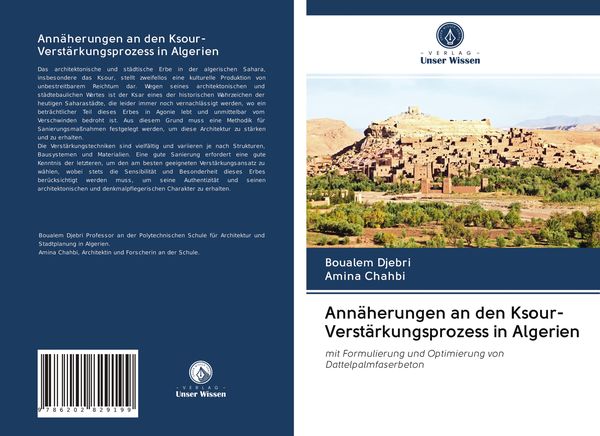 Annäherungen an den Ksour-
Verstärkungsprozess in Algerien
Das architektonische und städtische Erbe in der algerischen Sahara,
insbesondere das Ksour, stellt zweifellos eine kulturelle Produktion von
unbestreitbarem Reichtum dar. Wegen seines architektonischen und
städtebaulichen Wertes ist der Ksar eines der historischen Wahrzeichen der
heutigen Saharastädte, die leider immer noch vernachlässigt werden, wo ein
beträchtlicher Teil dieses Erbes in Agonie lebt und unmittelbar vom
Verschwinden bedroht ist. Aus diesem Grund muss eine Methodik für
Sanierungsmaßnahmen festgelegt werden, um diese Architektur zu stärken
und zu erhalten.
Die Verstärkungstechniken sind vielfältig und variieren je nach Strukturen,
Bausystemen und Materialien. Eine gute Sanierung erfordert eine gute
Kenntnis der letzteren, um den am besten geeigneten Verstärkungsansatz zu
wählen, wobei stets die Sensibilität und Besonderheit dieses Erbes
berücksichtigt werden muss, um seine Authentizität und seinen
architektonischen und denkmalpflegerischen Charakter zu erhalten.
Boualem Djebri Professor an der Polytechnischen Schule für Architektur und
Stadtplanung in Algerien.
Amina Chahbi, Architektin und Forscherin an der Schule.
9 786202 829199
- VERLAG -
Unser Wissen
- VERLAG -
Unser Wissen
Boualem Djebri
Amina Chahbi
Annäherungen an den Ksour-
Verstärkungsprozess in Algerien
mit Formulierung und Optimierung von
Dattelpalmfaserbeton